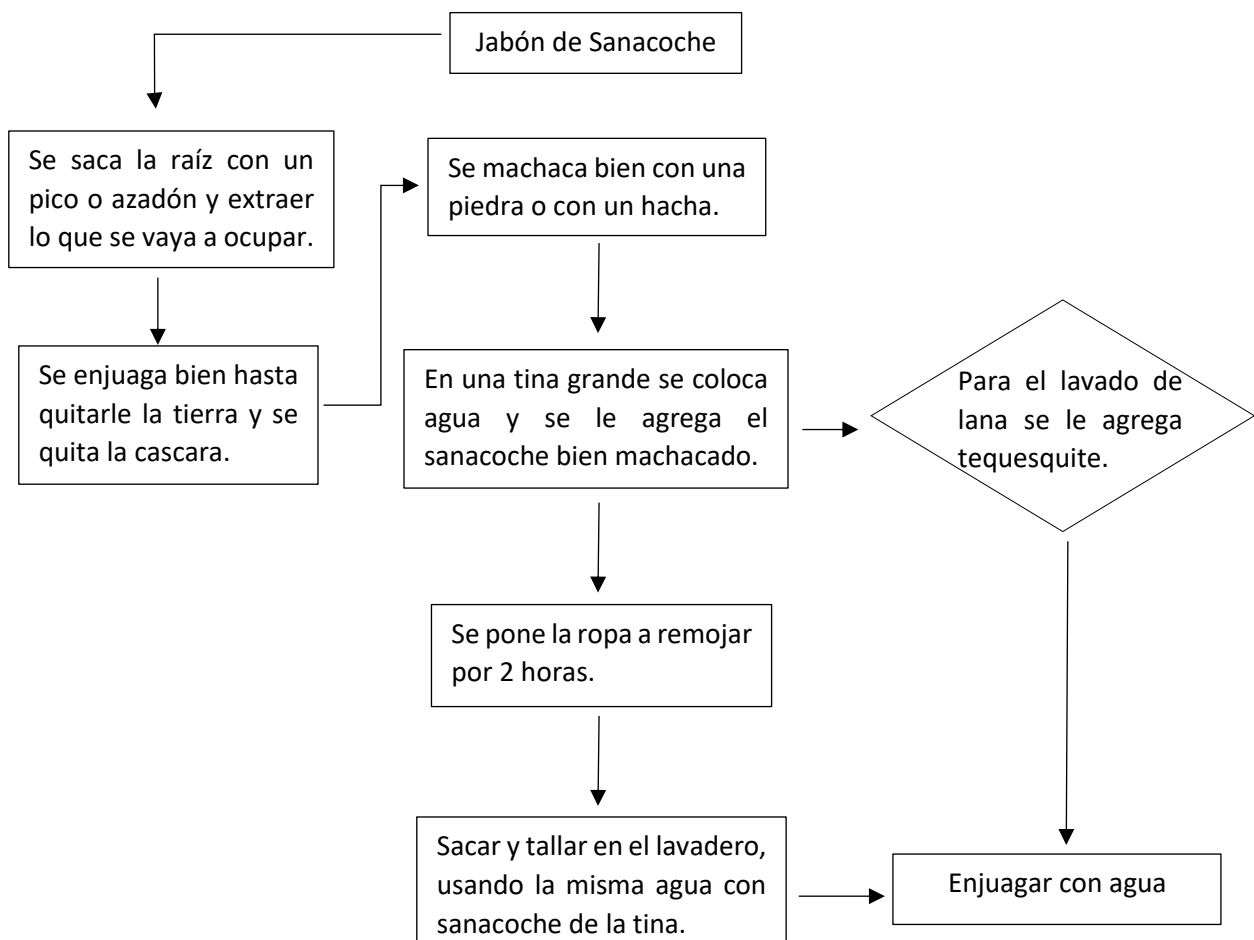 Jabón de Sanacoche
Se saca la raíz con un
pico o azadón y extraer
lo que se vaya a ocupar.
Se enjuaga bien hasta
quitarle la tierra y se
quita la cascara.
Se machaca bien con una
piedra o con un hacha.
En una tina grande se coloca
agua y se le agrega el
sanacoche bien machacado.
Para el lavado de
lana se le agrega
tequesquite.
Se pone la ropa a remojar
por 2 horas.
Sacar y tallar en el lavadero,
usando la misma agua con
sanacoche de la tina.
Enjuagar con agua